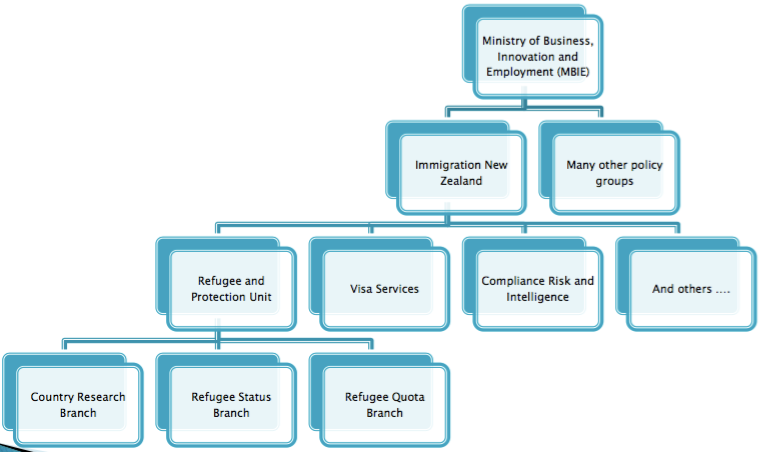 Ministry of Business,
Innovation and
Employment (MBIE)
Immigration New
Zealand
Many other policy
groups
Refugee and
Protection Unit
Visa Services
Compliance Risk and
Intelligence
And others ....
Country Research
Branch
Refugee Status
Branch
Refugee Quota
Branch